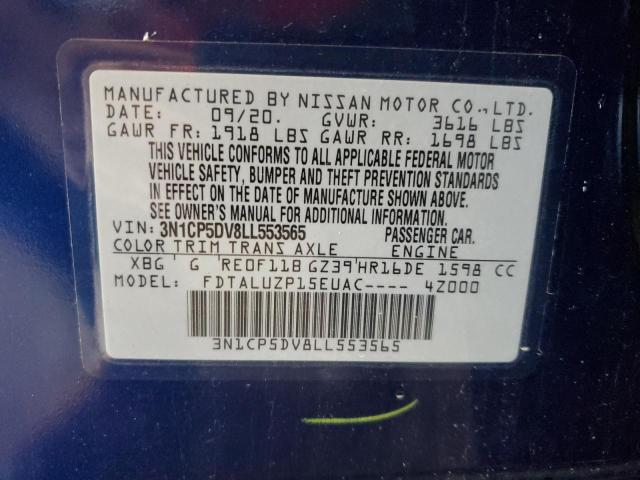 MANUFACTURED BY NISSAN MOTOR CO.,LTD.
DATE: 09/20. GVWR: 3616 LBS
GAWR FR: 1918 LBS GAWR RR: 1698 LBS
THIS VEHICLE CONFORMS TO ALL APPLICABLE FEDERAL MOTOR
VEHICLE SAFETY, BUMPER AND THEFT PREVENTION STANDARDS
IN EFFECT ON THE DATE OF MANUFACTURE SHOWN ABOVE.
SEE OWNER'S MANUAL FOR ADDITIONAL INFORMATION.
VIN: 3N1CP5DV8LL553565 PASSENGER CAR.
COLOR TRIM TRANS AXLE ENGINE
XBG G RE0F11B GZ39 HR16DE 1598 CC
MODEL: FDTALUZP15EUAC---- 4Z000
3N1CP5DV8LL553565